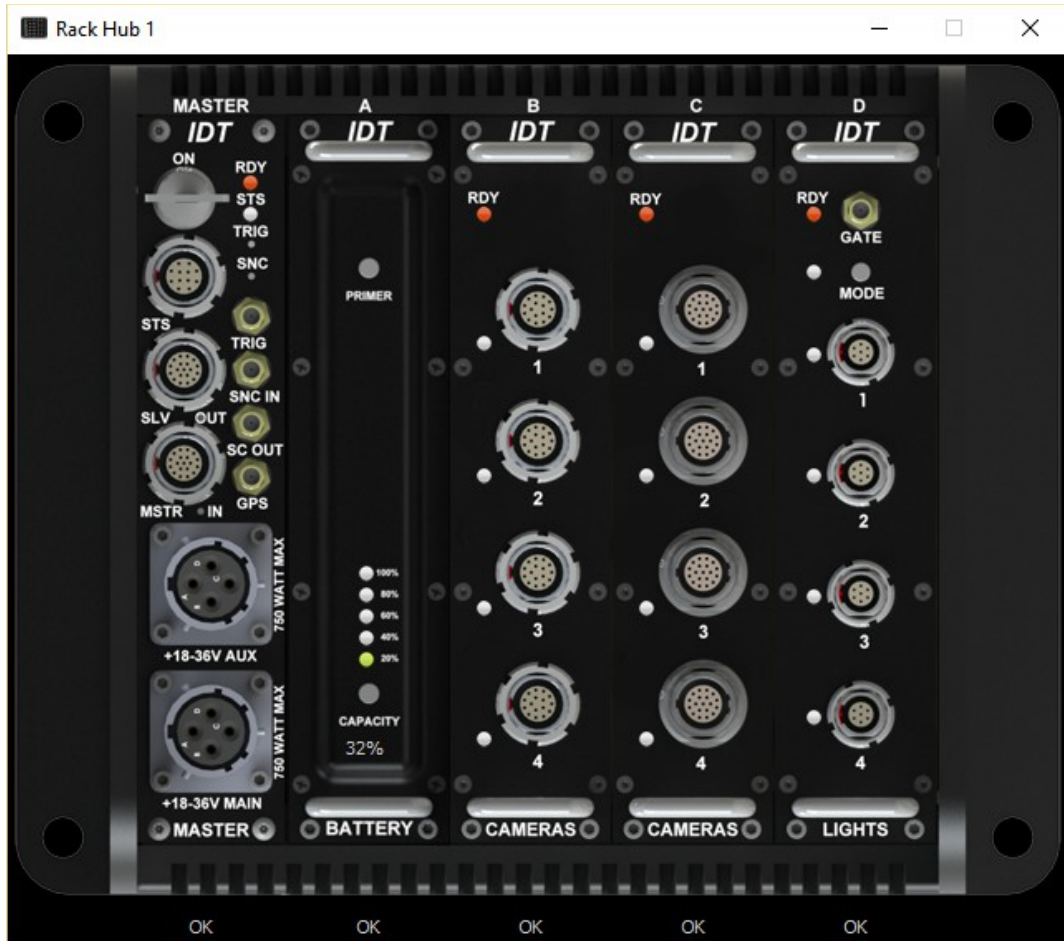 Rack Hub 1
MASTER A B C D
IDT IDT IDT IDT IDT
ON
RDY
STS
TRIG
SNC
STS
TRIG
SNC IN
SLV OUT
SC OUT
GPS
MSTR IN
750 WATT MAX
+18-36V AUX
750 WATT MAX
+18-36V MAIN
MASTER
PRIMER
100%
80%
60%
40%
20%
CAPACITY
32%
BATTERY
RDY
1
2
3
4
CAMERAS
RDY
1
2
3
4
CAMERAS
RDY
GATE
MODE
1
2
3
4
LIGHTS
OK OK OK OK OK